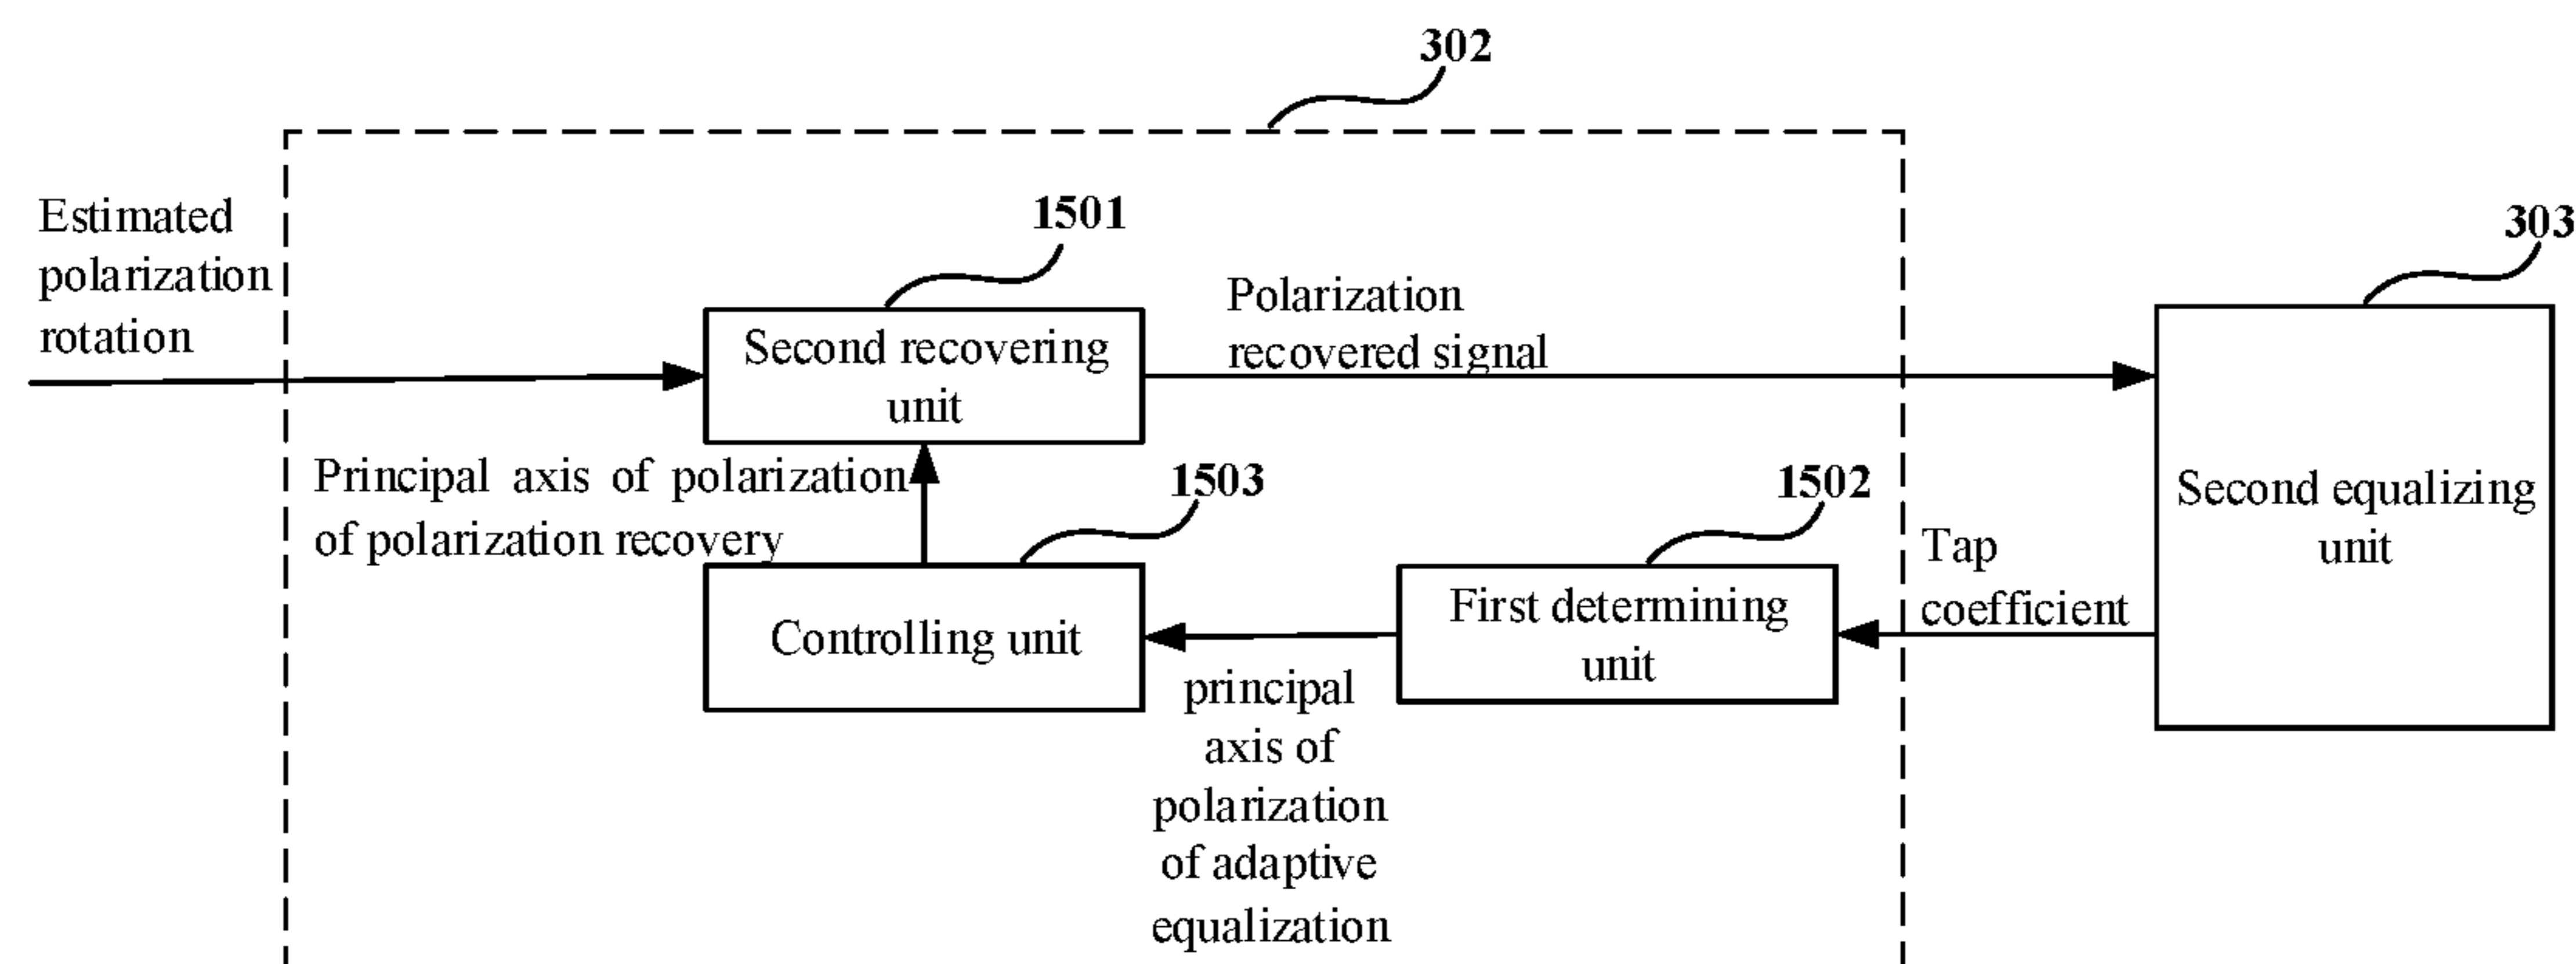 302
Estimated
polarization
rotation
1501
303
Second recovering
unit
Polarization
recovered signal
Principal axis of polarization
of polarization recovery
1503
1502
Second equalizing
unit
Controlling unit
First determining
unit
Tap
coefficient
principal
axis of
polarization
of adaptive
equalization